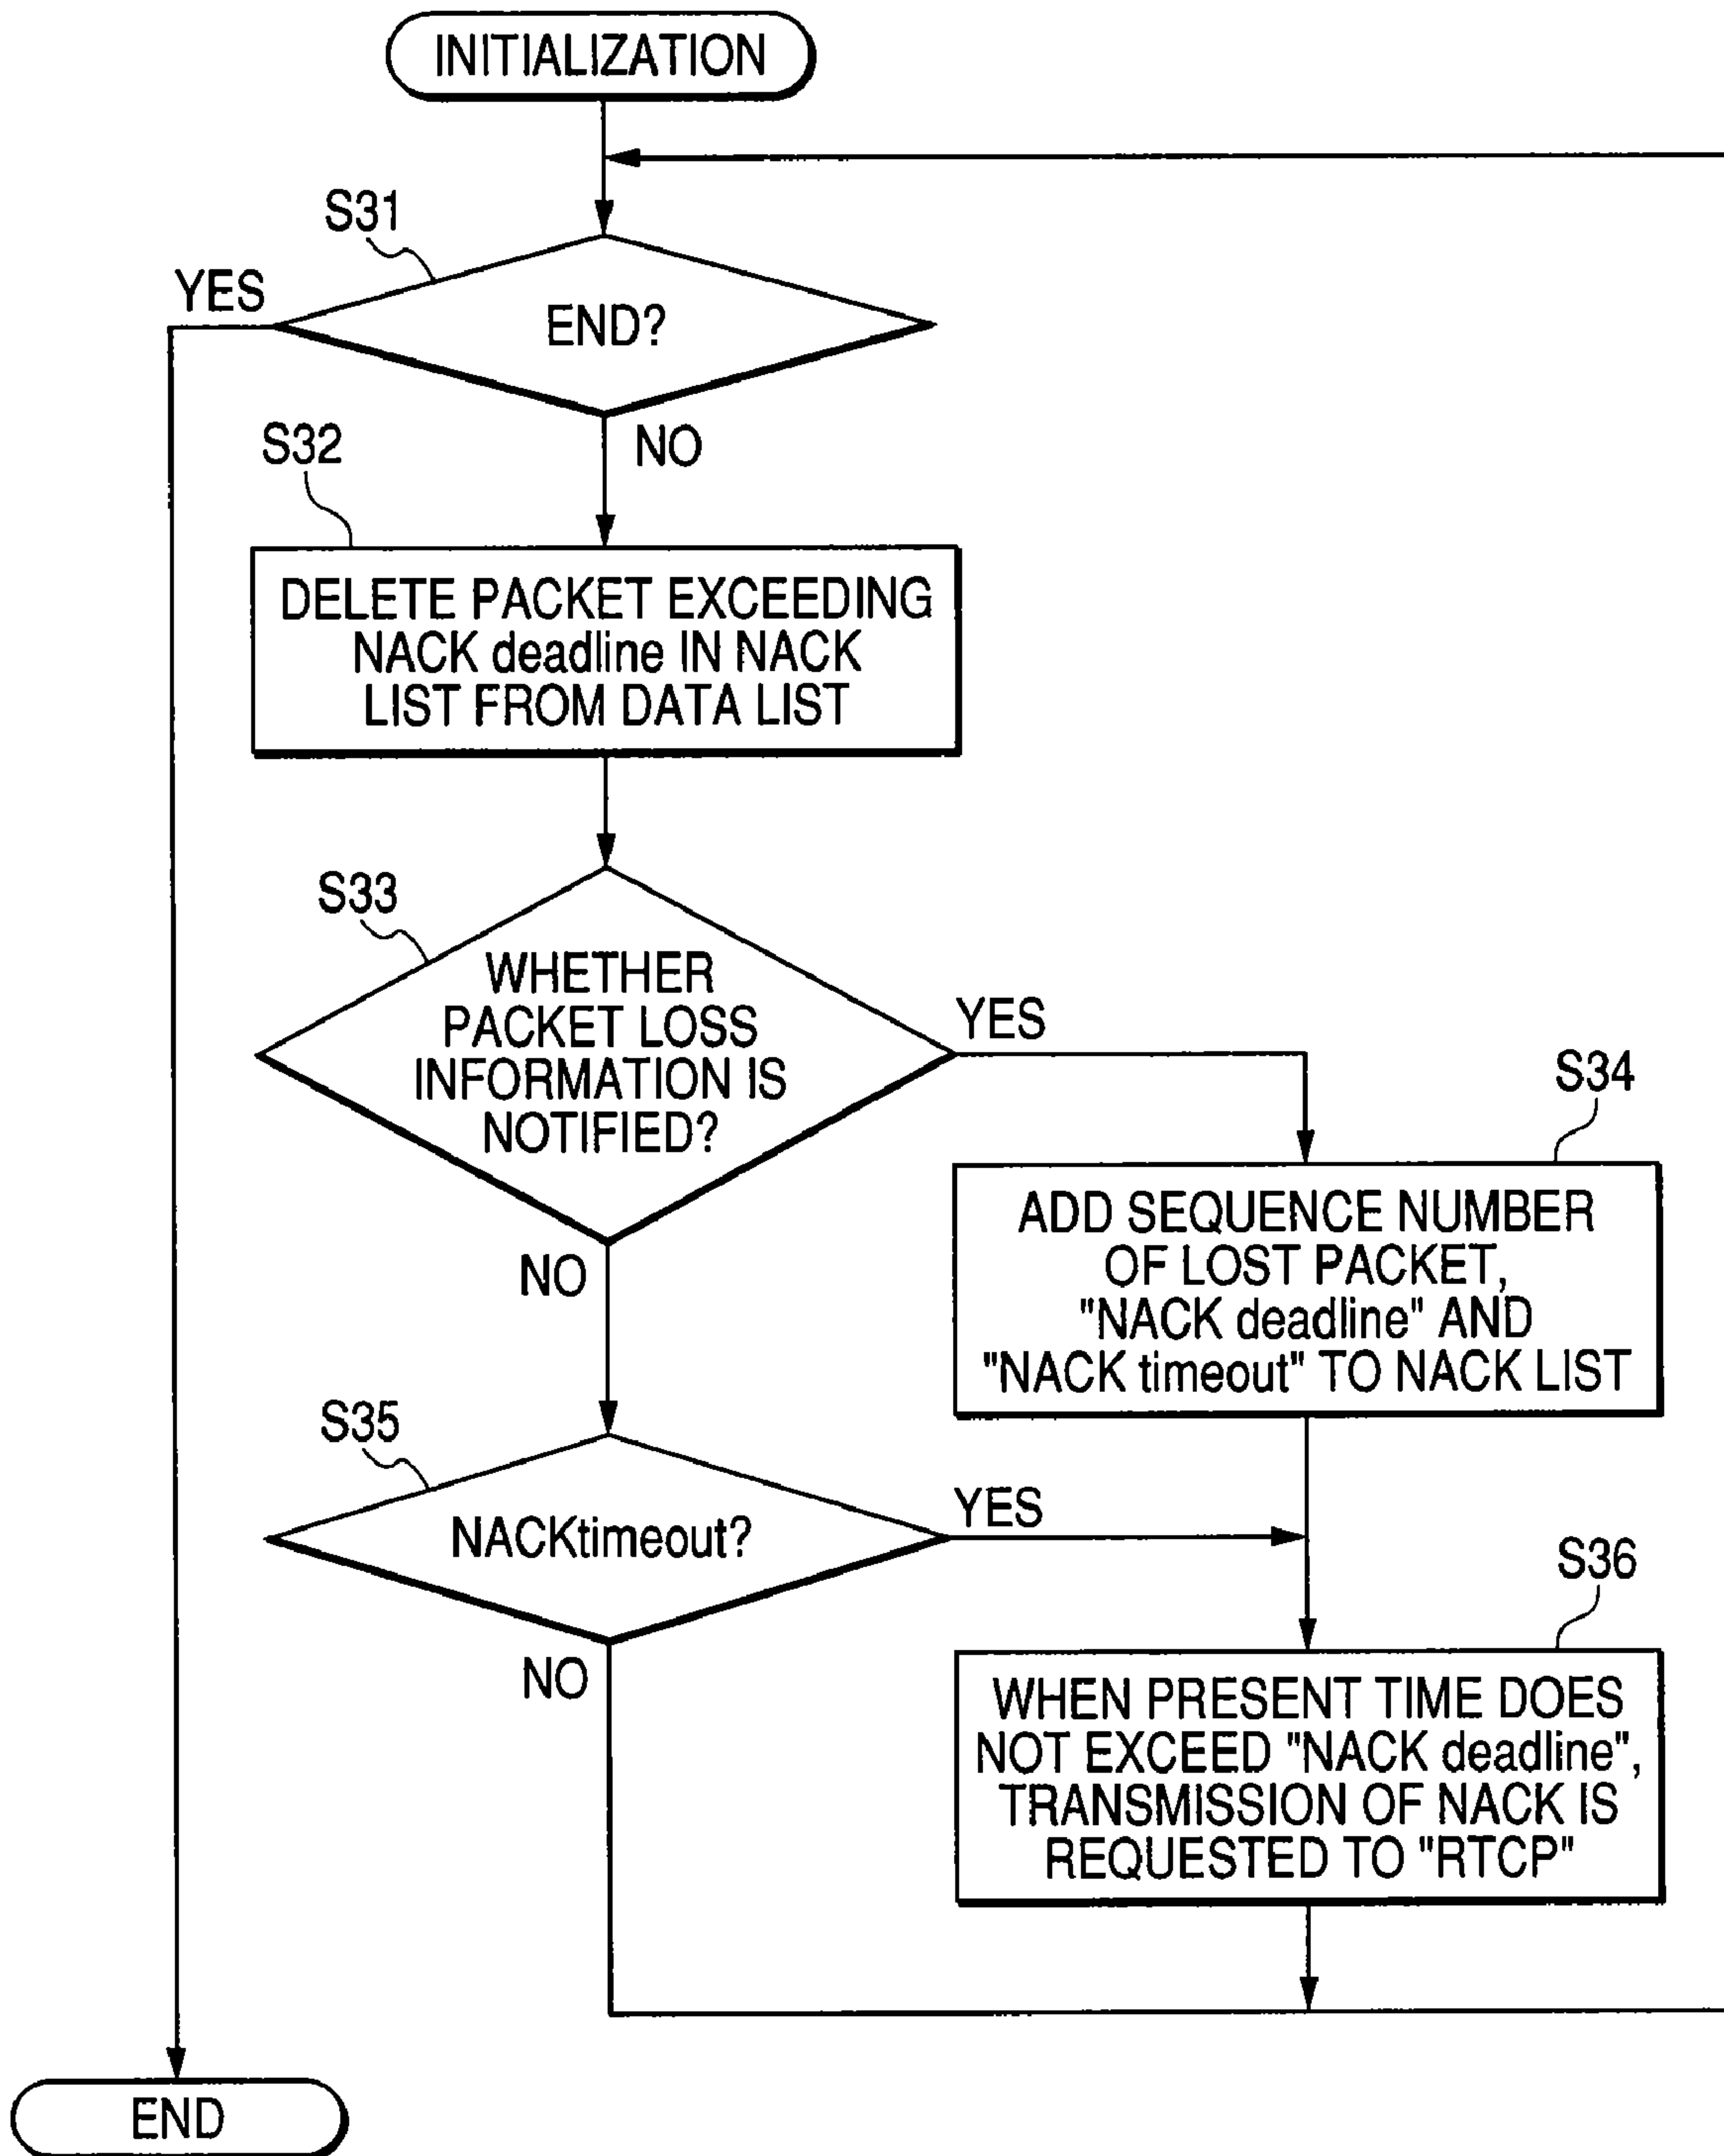 INITIALIZATION
S31
YES
END?
NO
S32
DELETE PACKET EXCEEDING
NACK deadline IN NACK
LIST FROM DATA LIST
S33
WHETHER
PACKET LOSS
INFORMATION IS
NOTIFIED?
YES
NO
S34
ADD SEQUENCE NUMBER
OF LOST PACKET,
"NACK deadline" AND
"NACK timeout" TO NACK LIST
S35
NACKtimeout?
YES
NO
S36
WHEN PRESENT TIME DOES
NOT EXCEED "NACK deadline",
TRANSMISSION OF NACK IS
REQUESTED TO "RTCP"
END